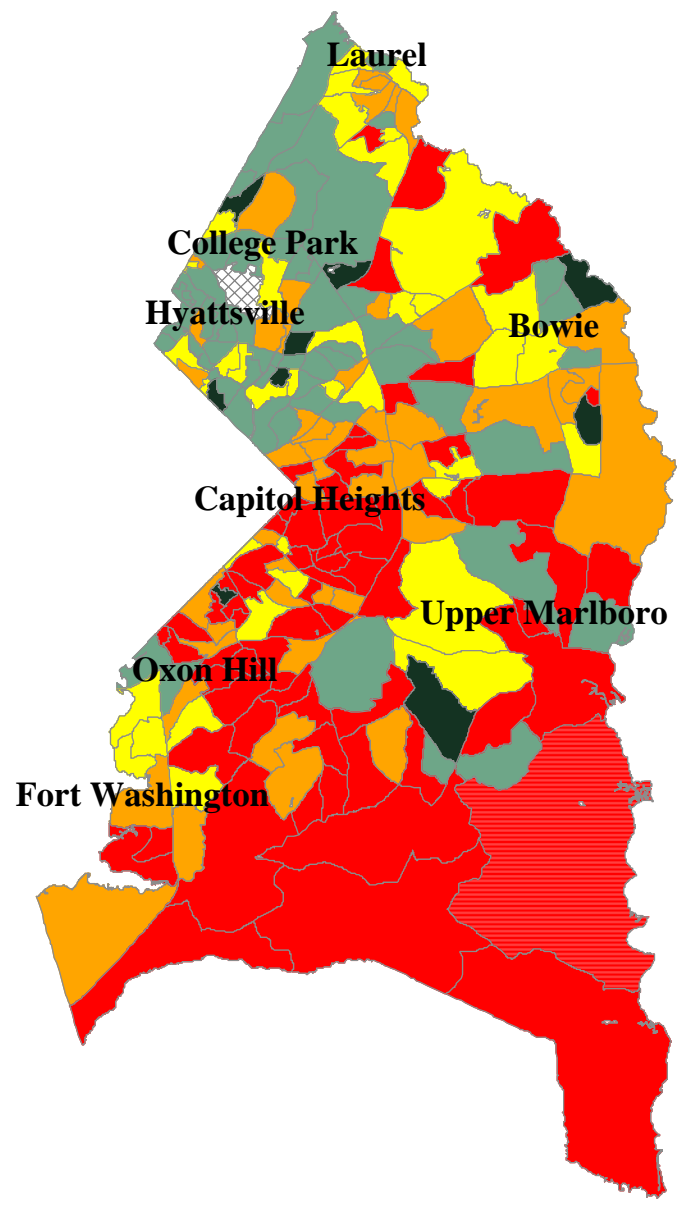 Laurel
College Park
Hyattsville
Bowie
Capitol Heights
Upper Marlboro
Oxon Hill
Fort Washington